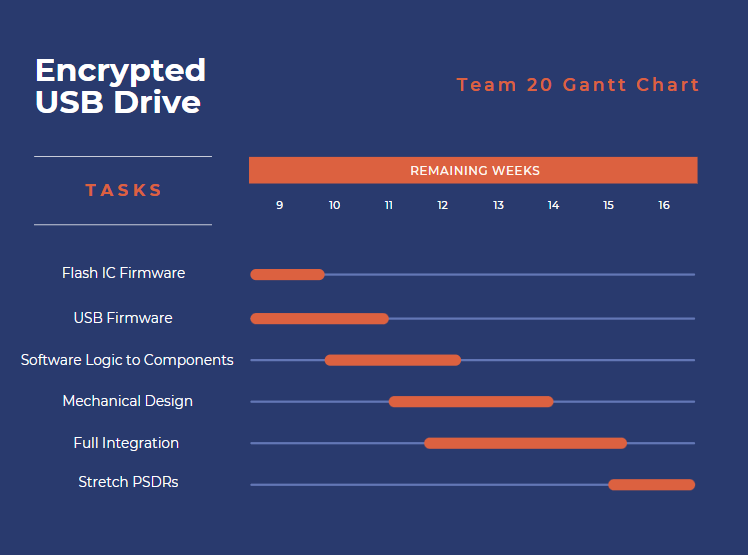 Encrypted
USB Drive
Team 20 Gantt Chart
TASKS
REMAINING WEEKS
9 10 11 12 13 14 15 16
Flash IC Firmware
USB Firmware
Software Logic to Components
Mechanical Design
Full Integration
Stretch PSDRs